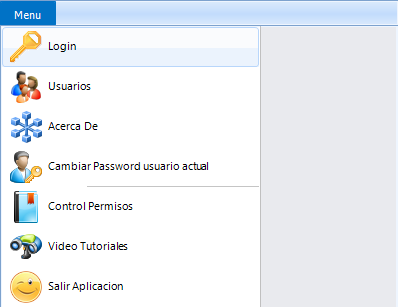 Menu
Login
Usuarios
Acerca De
Cambiar Password usuario actual
Control Permisos
Video Tutoriales
Salir Aplicacion